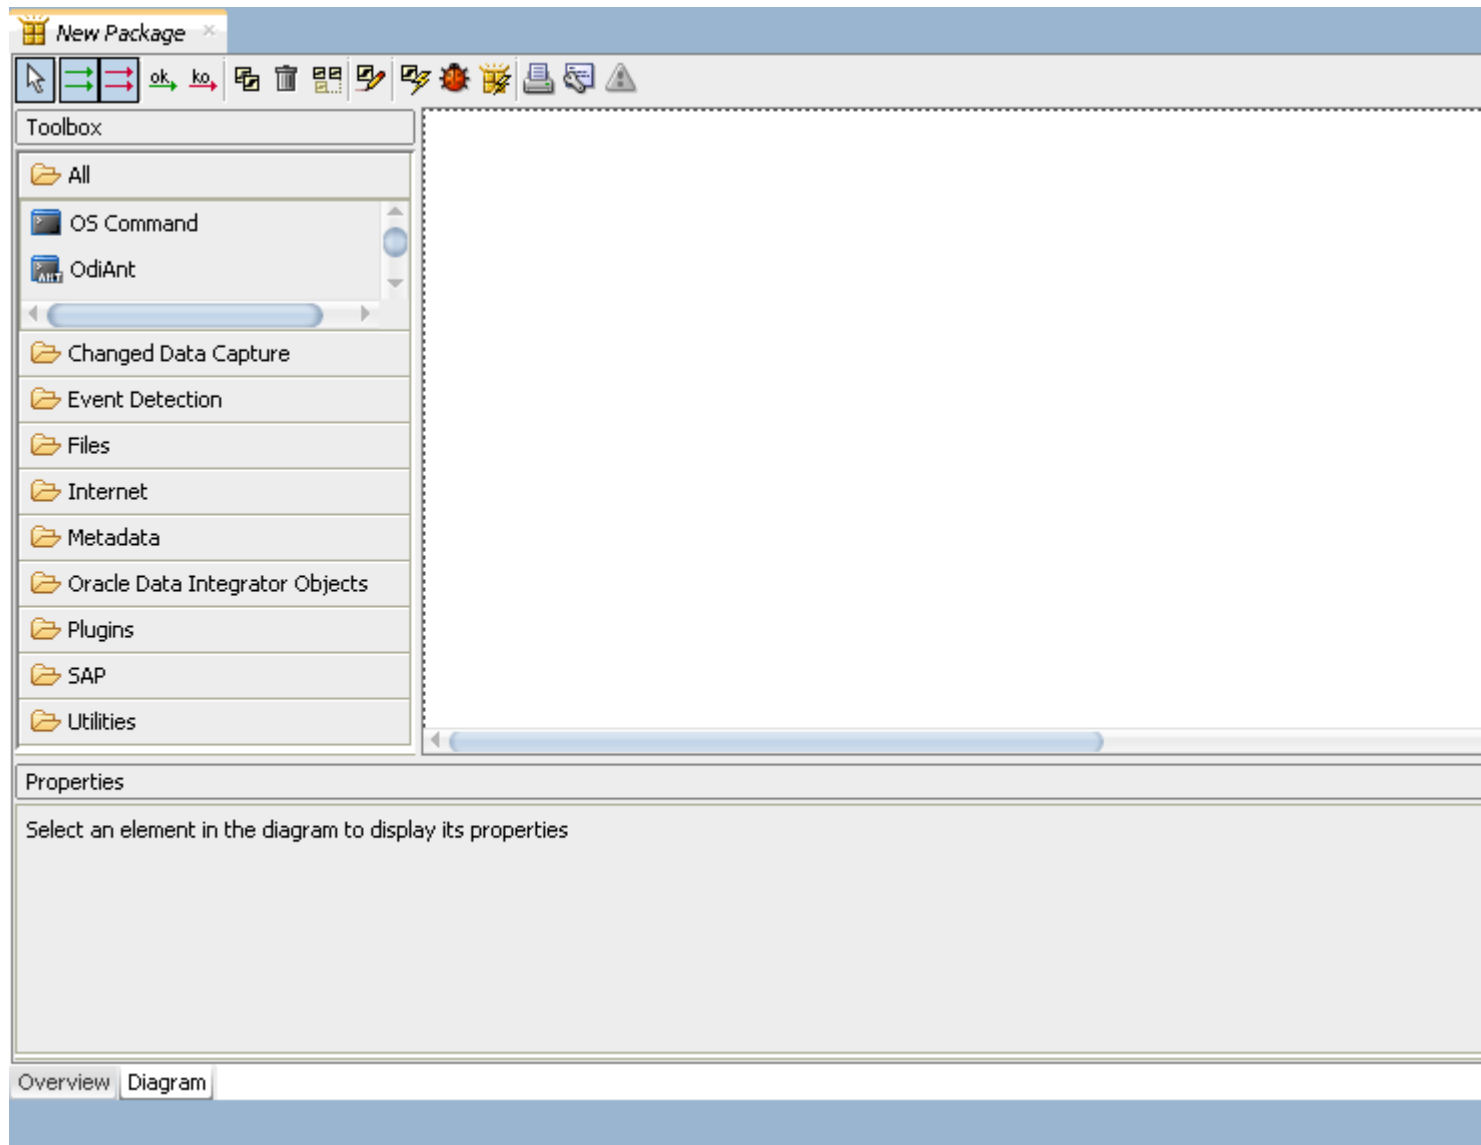 New Package
ok ko
Toolbox
All
OS Command
ANT OdiAnt
Changed Data Capture
Event Detection
Files
Internet
Metadata
Oracle Data Integrator Objects
Plugins
SAP
Utilities
Properties
Select an element in the diagram to display its properties
Overview Diagram